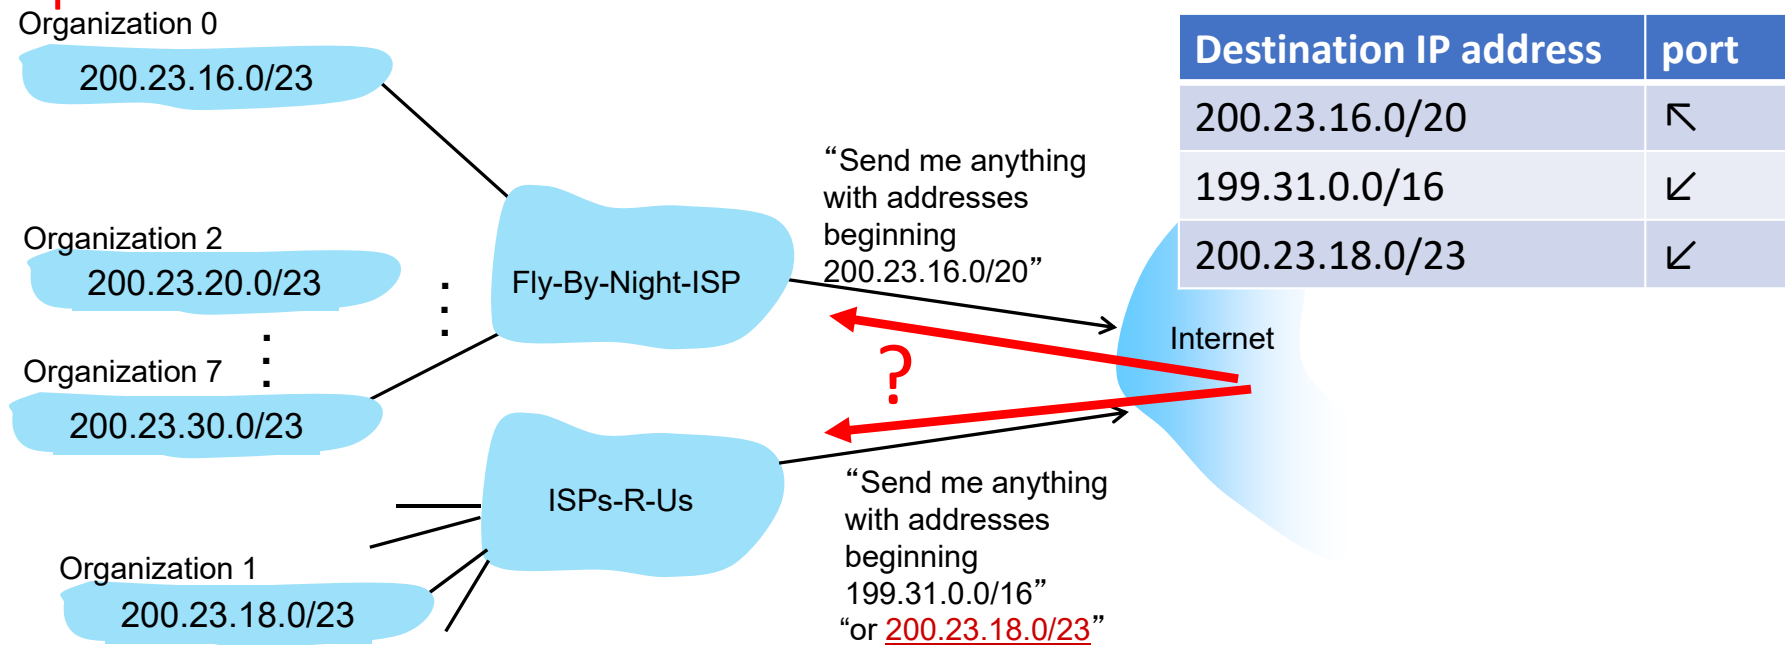 Organization 0
200.23.16.0/23
Organization 2
200.23.20.0/23
Organization 7
200.23.30.0/23
Organization 1
200.23.18.0/23
Fly-By-Night-ISP
ISPs-R-Us
“Send me anything
with addresses
beginning
200.23.16.0/20”
?
“Send me anything
with addresses
beginning
199.31.0.0/16”
“or 200.23.18.0/23”
Internet
Destination IP address port
200.23.16.0/20 ↖
199.31.0.0/16 ↙
200.23.18.0/23 ↙